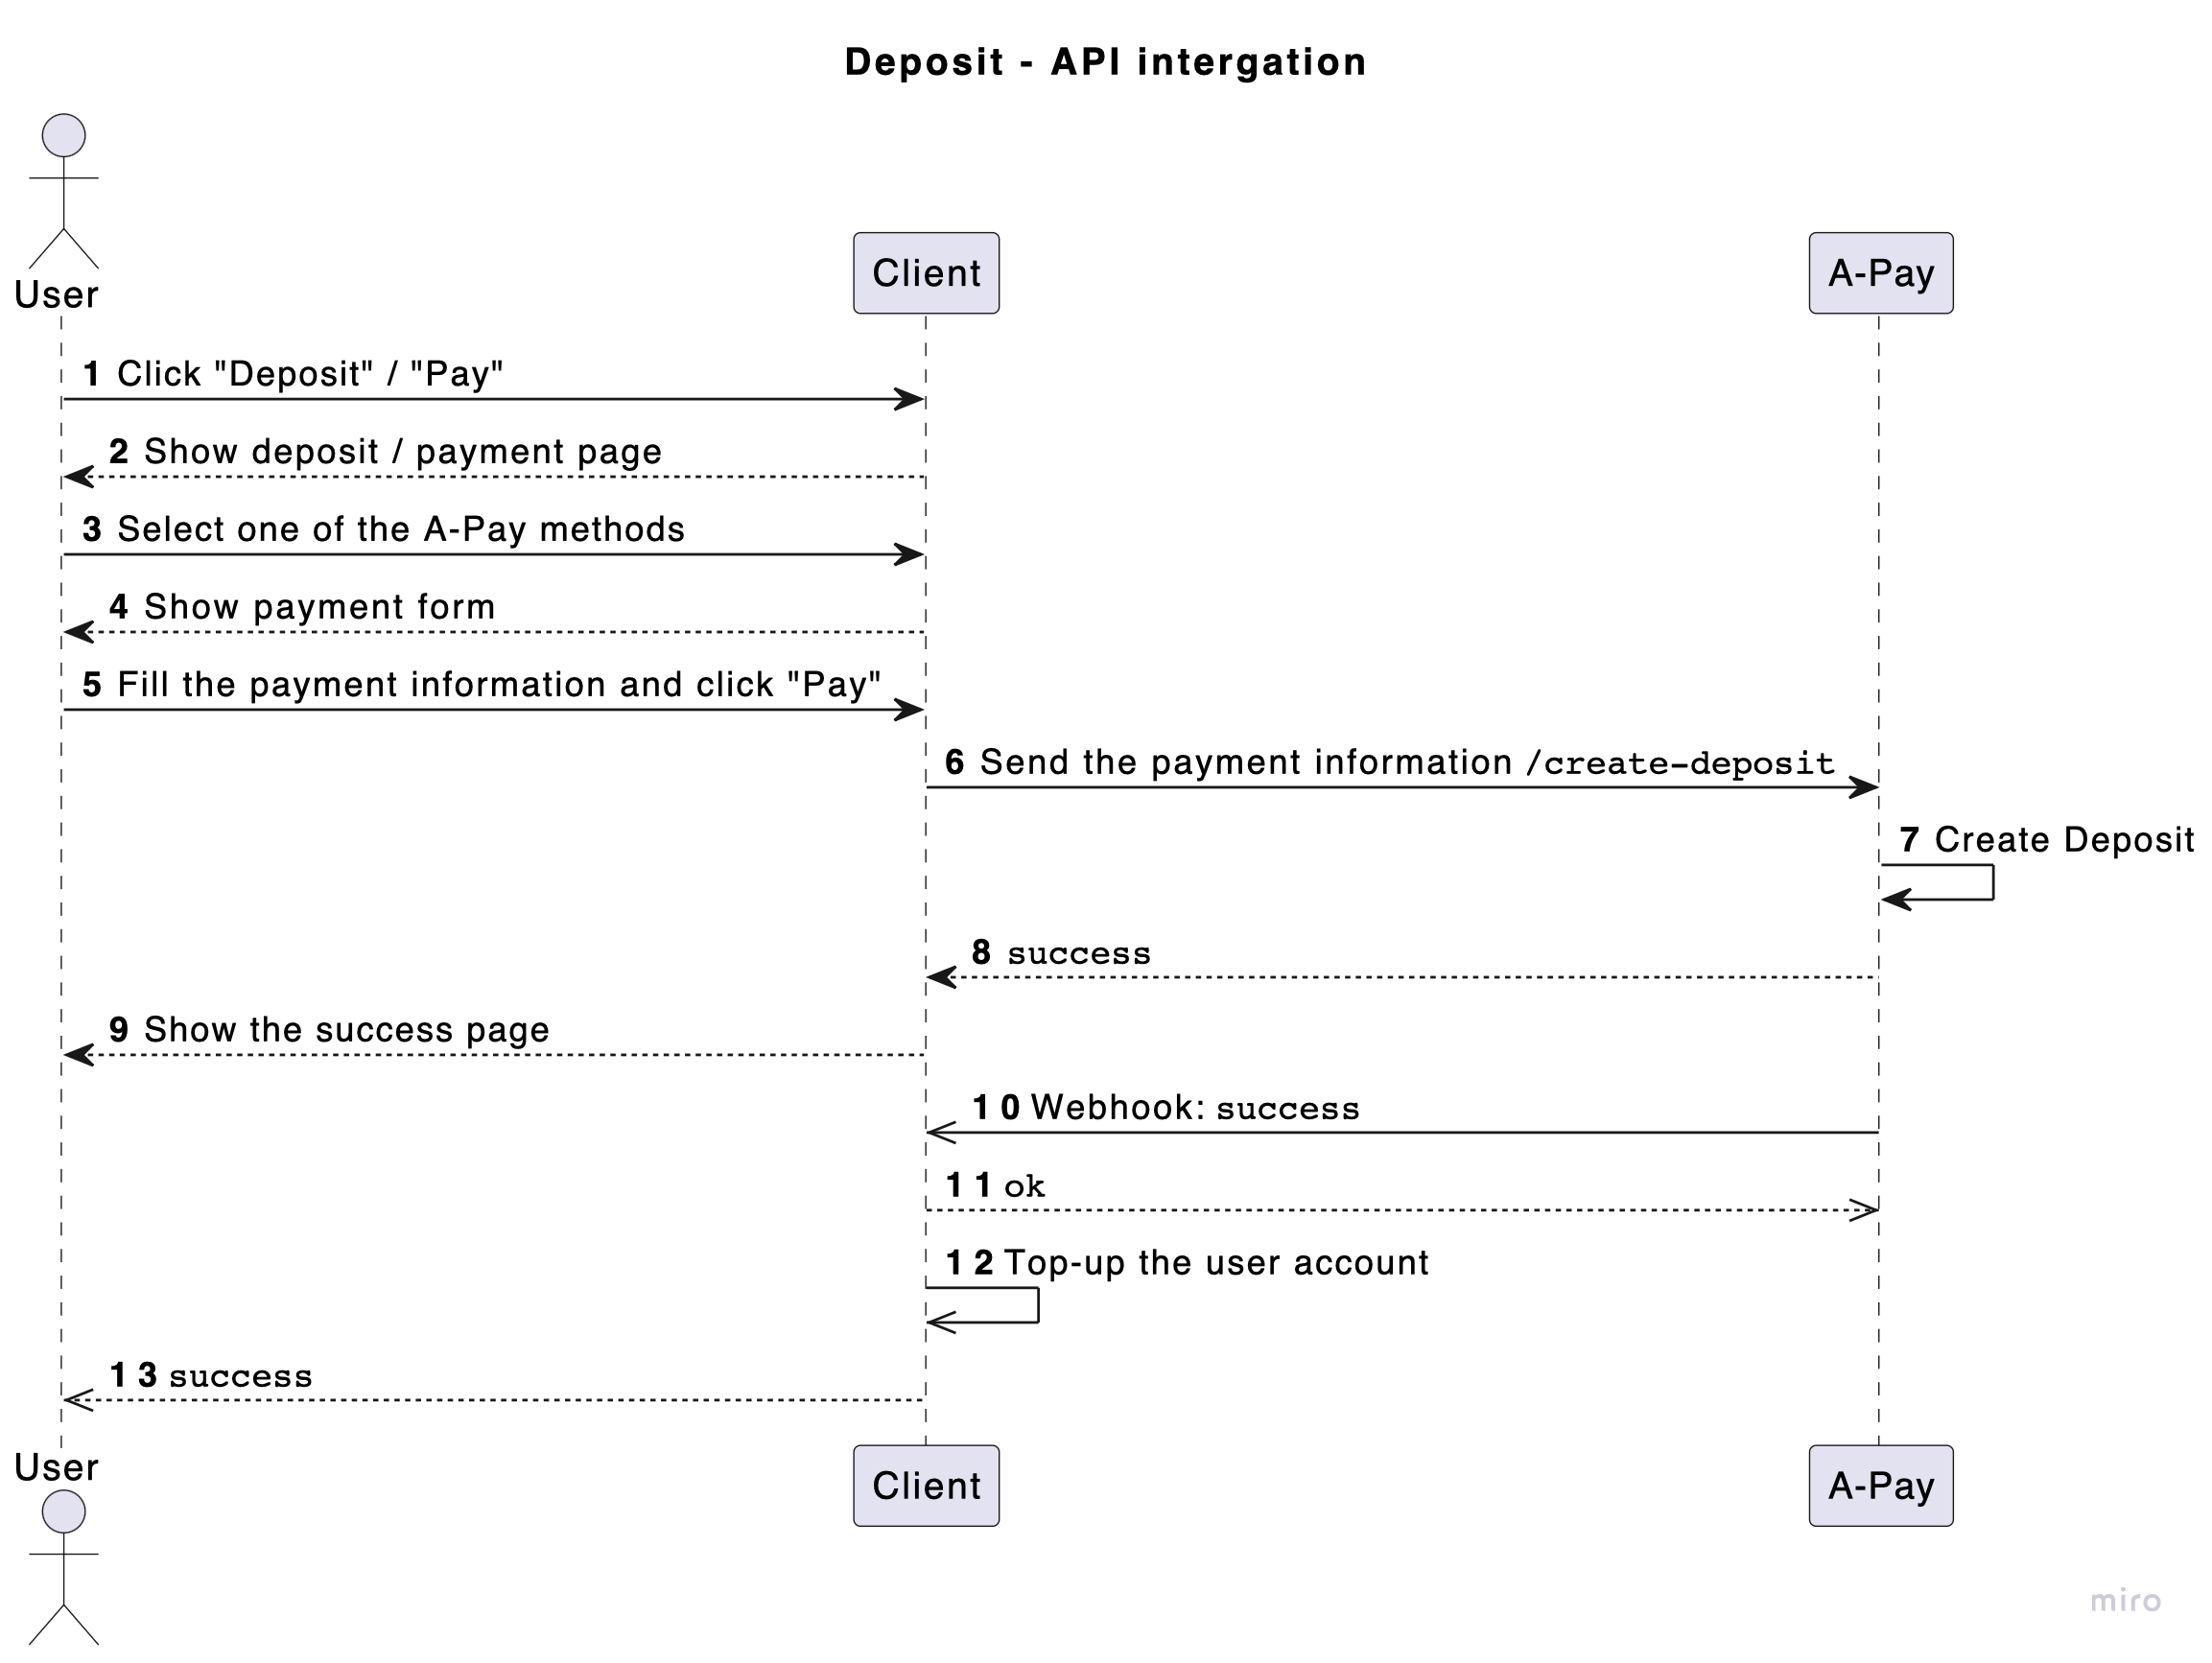 Deposit - API intergation
User
Client
A-Pay
1 Click "Deposit" / "Pay"
2 Show deposit / payment page
3 Select one of the A-Pay methods
4 Show payment form
5 Fill the payment information and click "Pay"
6 Send the payment information /create-deposit
7 Create Deposit
8 success
9 Show the success page
10 Webhook: success
11 ok
12 Top-up the user account
13 success
User
Client
A-Pay
miro